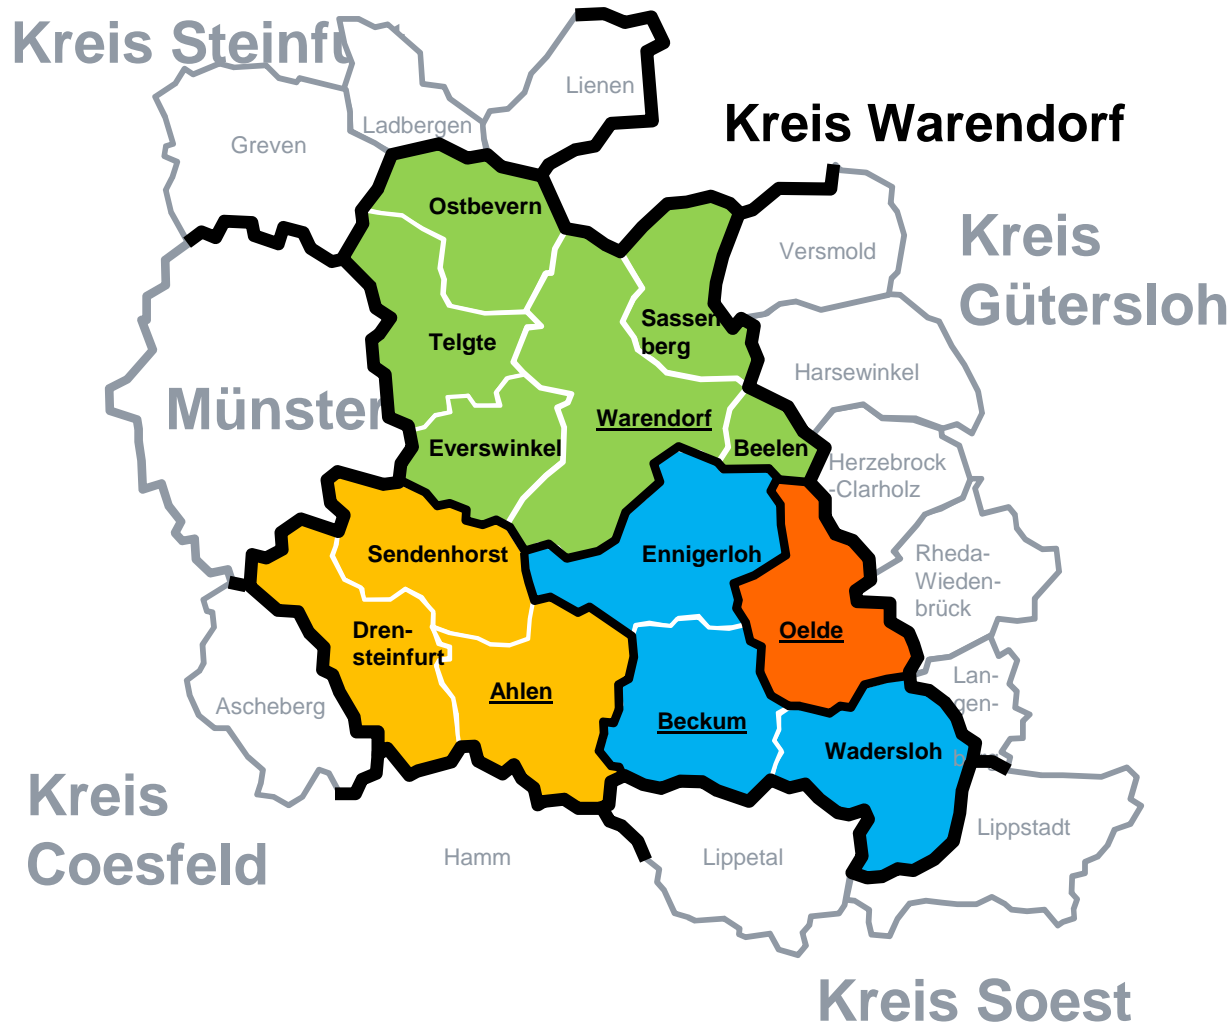 Kreis Steinfurt
Lienen
Ladbergen
Greven
Kreis Warendorf
Ostbevern
Versmold
Kreis
Gütersloh
Telgte
Sassen
berg
Harsewinkel
Münster
Warendorf
Everswinkel
Beelen
Herzebrock
-Clarholz
Sendenhorst
Ennigerloh
Rheda-
Wieden-
brück
Dren-
steinfurt
Oelde
Ahlen
Lan-
gen-
berg
Ascheberg
Beckum
Wadersloh
Kreis
Coesfeld
Hamm
Lippetal
Lippstadt
Kreis Soest